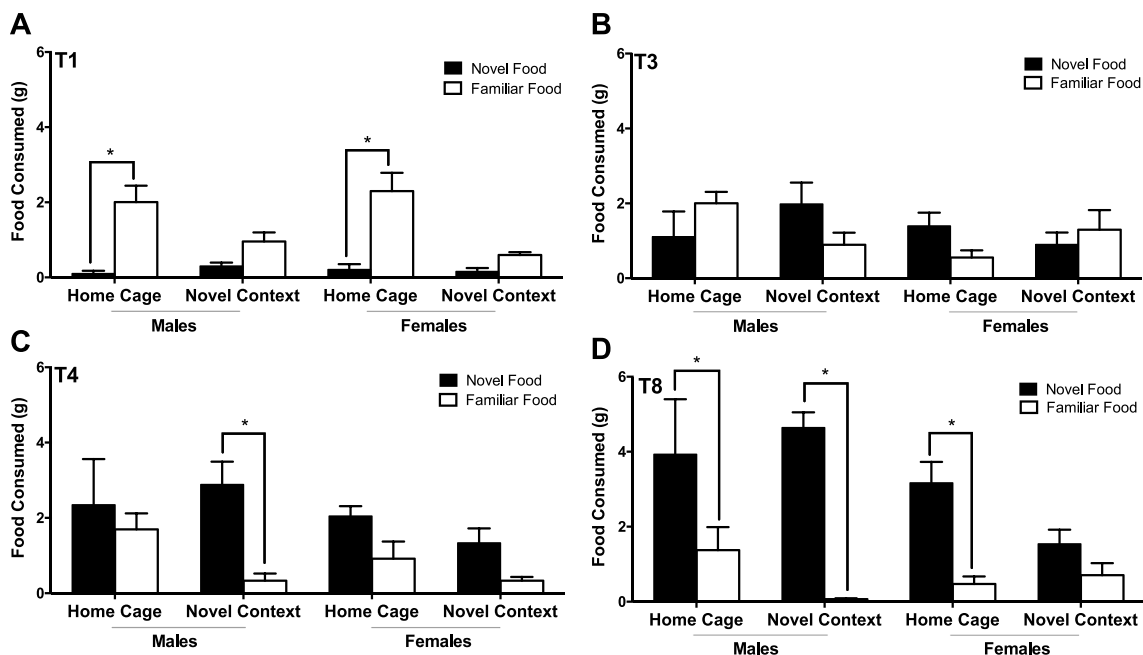 A
T1
Food Consumed (g)
6
4
2
0
Novel Food
Familiar Food
*
*
Home Cage Novel Context Home Cage Novel Context
Males Females
B
T3
Food Consumed (g)
6
4
2
0
Novel Food
Familiar Food
Home Cage Novel Context Home Cage Novel Context
Males Females
C
T4
Food Consumed (g)
6
4
2
0
Novel Food
Familiar Food
*
Home Cage Novel Context Home Cage Novel Context
Males Females
D
T8
Food Consumed (g)
6
4
2
0
Novel Food
Familiar Food
*
*
*
Home Cage Novel Context Home Cage Novel Context
Males Females